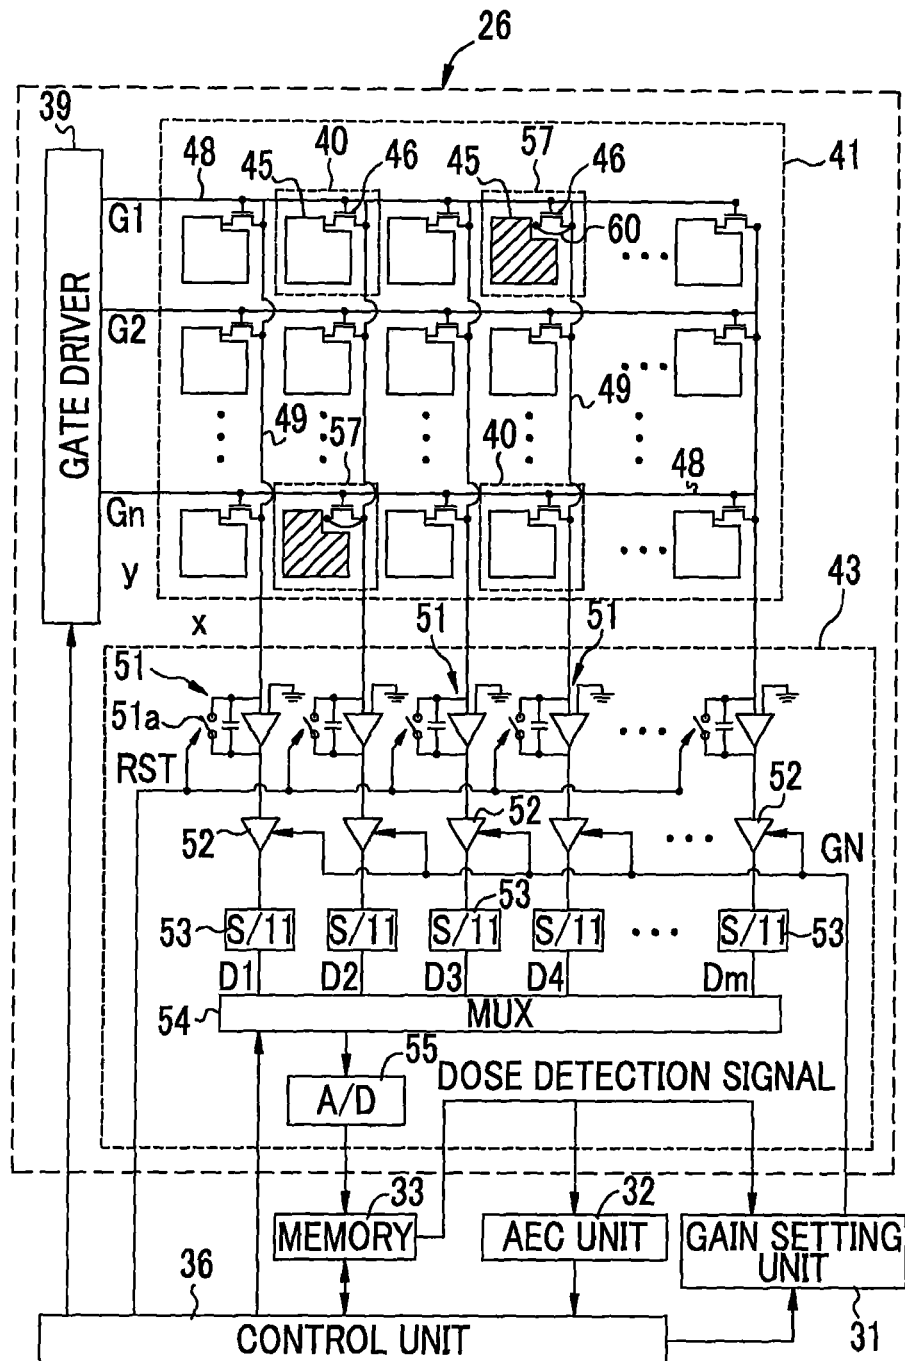 26
39
40
57
48
45
46
45
46
41
G1
60
G2
GATE DRIVER
49
57
49
40
48
Gn
y
43
x
51
51
51
51a
RST
52
52
52
GN
53
53
S/11
S/11
S/11
S/11
S/11
53
D1
D2
D3
D4
Dm
54
MUX
55
DOSE DETECTION SIGNAL
A/D
33
32
MEMORY
AEC UNIT
GAIN SETTING
UNIT
36
CONTROL UNIT
31